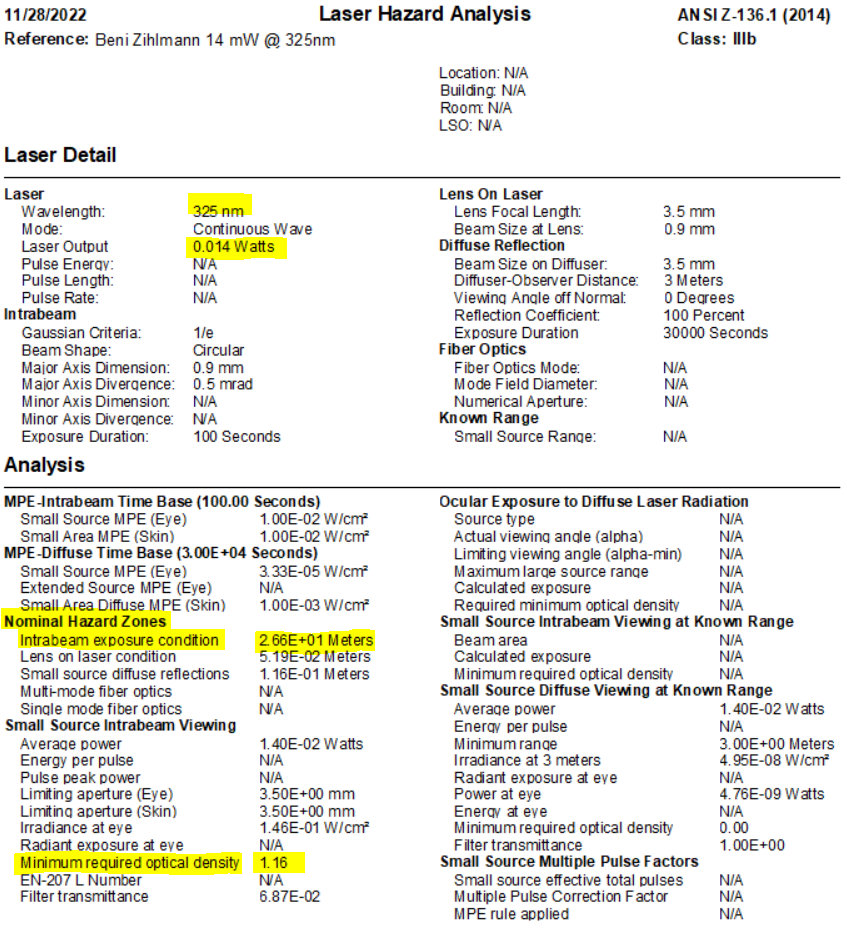 11/28/2022 Laser Hazard Analysis ANSI Z-136.1 (2014)
Reference: Beni Zihlmann 14 mW @ 325nm Class: IIIb
Location: N/A
Building: N/A
Room: N/A
LSO: N/A
Laser Detail
Laser
Wavelength: 325 nm
Mode: Continuous Wave
Laser Output 0.014 Watts
Pulse Energy: N/A
Pulse Length: N/A
Pulse Rate: N/A
Intrabeam
Gaussian Criteria: 1/e
Beam Shape: Circular
Major Axis Dimension: 0.9 mm
Major Axis Divergence: 0.5 mrad
Minor Axis Dimension: N/A
Minor Axis Divergence: N/A
Exposure Duration: 100 Seconds
Lens On Laser
Lens Focal Length: 3.5 mm
Beam Size at Lens: 0.9 mm
Diffuse Reflection
Beam Size on Diffuser: 3.5 mm
Diffuser-Observer Distance: 3 Meters
Viewing Angle off Normal: 0 Degrees
Reflection Coefficient: 100 Percent
Exposure Duration 30000 Seconds
Fiber Optics
Fiber Optics Mode: N/A
Mode Field Diameter: N/A
Numerical Aperture: N/A
Known Range
Small Source Range: N/A
Analysis
MPE-Intrabeam Time Base (100.00 Seconds)
Small Source MPE (Eye) 1.00E-02 W/cm²
Small Area MPE (Skin) 1.00E-02 W/cm²
MPE-Diffuse Time Base (3.00E+04 Seconds)
Small Source MPE (Eye) 3.33E-05 W/cm²
Extended Source MPE (Eye) N/A
Small Area Diffuse MPE (Skin) 1.00E-03 W/cm²
Nominal Hazard Zones
Intrabeam exposure condition 2.66E+01 Meters
Lens on laser condition 5.19E-02 Meters
Small source diffuse reflections 1.16E-01 Meters
Multi-mode fiber optics N/A
Single mode fiber optics N/A
Small Source Intrabeam Viewing
Average power 1.40E-02 Watts
Energy per pulse N/A
Pulse peak power N/A
Limiting aperture (Eye) 3.50E+00 mm
Limiting aperture (Skin) 3.50E+00 mm
Irradiance at eye 1.46E-01 W/cm²
Radiant exposure at eye N/A
Minimum required optical density 1.16
EN-207 L Number N/A
Filter transmittance 6.87E-02
Ocular Exposure to Diffuse Laser Radiation
Source type N/A
Actual viewing angle (alpha) N/A
Limiting viewing angle (alpha-min) N/A
Maximum large source range N/A
Calculated exposure N/A
Required minimum optical density N/A
Small Source Intrabeam Viewing at Known Range
Beam area N/A
Calculated exposure N/A
Minimum required optical density N/A
Small Source Diffuse Viewing at Known Range
Average power 1.40E-02 Watts
Energy per pulse N/A
Minimum range 3.00E+00 Meters
Irradiance at 3 meters 4.95E-08 W/cm²
Radiant exposure at eye N/A
Power at eye 4.76E-09 Watts
Energy at eye N/A
Minimum required optical density 0.00
Filter transmittance 1.00E+00
Small Source Multiple Pulse Factors
Small source effective total pulses N/A
Multiple Pulse Correction Factor N/A
MPE rule applied N/A